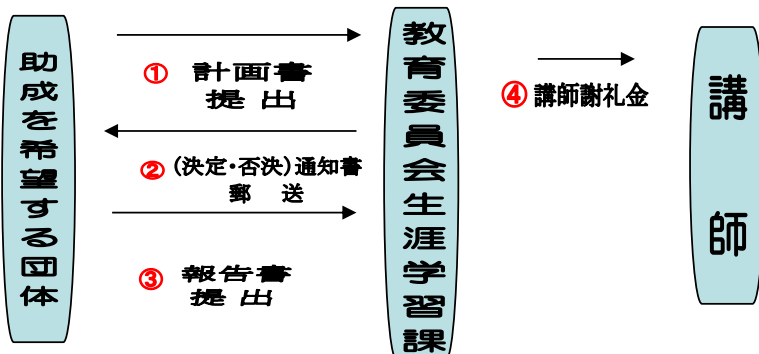 助成を希望する団体
① 計画書
提出
② (決定・否決)通知書
郵 送
③ 報告書
提出
教育委員会生涯学習課
④ 講師謝礼金
講師